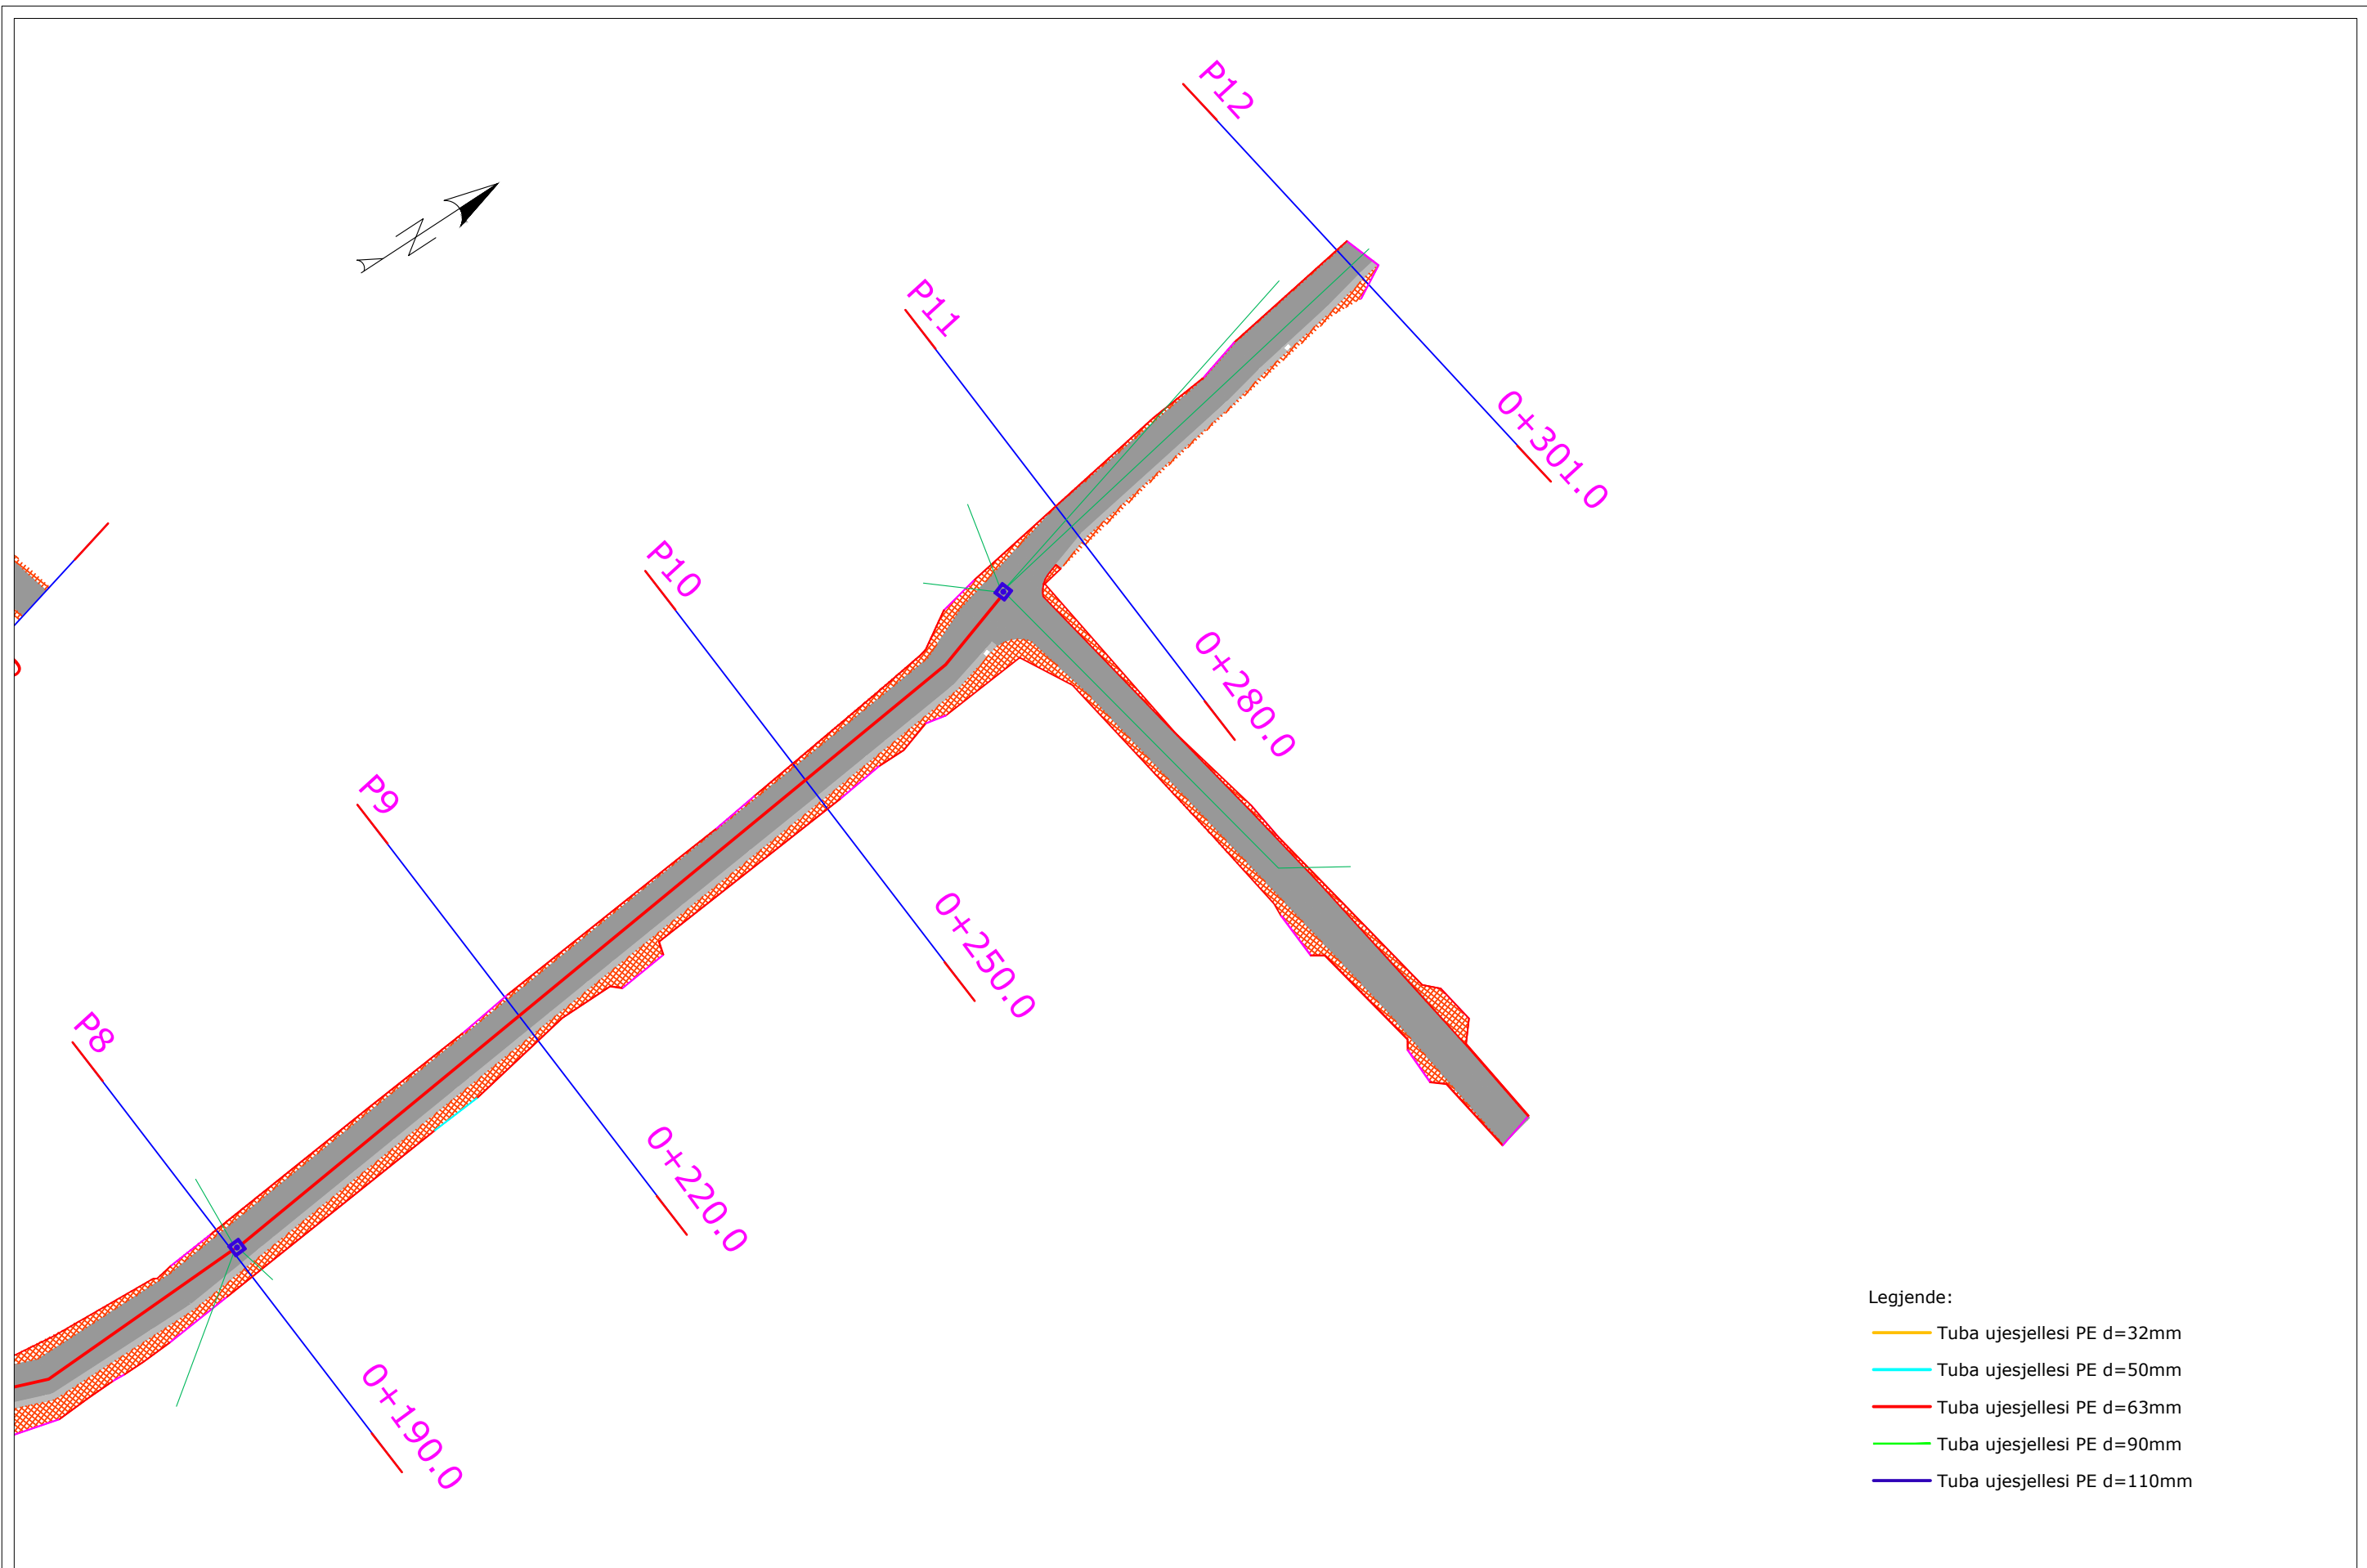 P12
P11
0+301.0
P10
0+280.0
P9
0+250.0
P8
0+220.0
0+190.0
N
Legjende:
Tuba ujesjellesi PE d=32mm
Tuba ujesjellesi PE d=50mm
Tuba ujesjellesi PE d=63mm
Tuba ujesjellesi PE d=90mm
Tuba ujesjellesi PE d=110mm